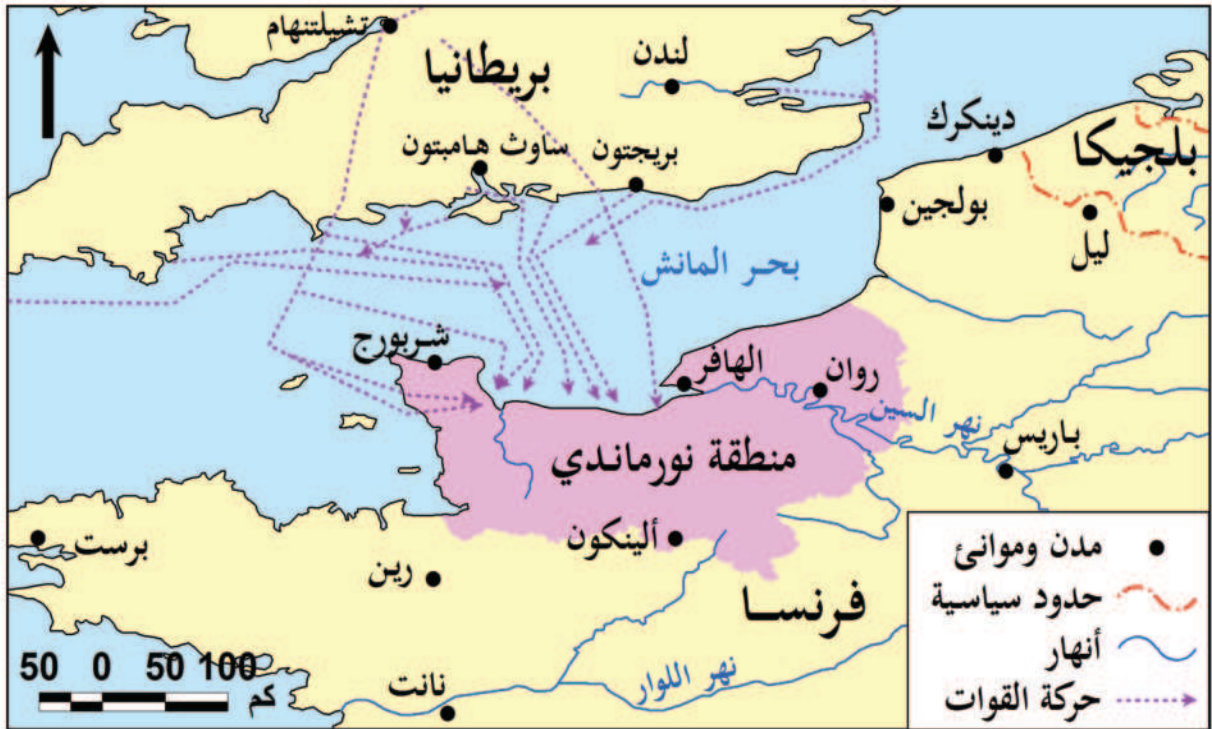 تشيلتنهام
بريطانيا
لندن
ساوث هامبتون
بريجتون
دينكرك
بلجيكا
بولجين
ليل
بحر المانش
شربورج
الهافر
روان
نهر السين
باريس
منطقة نورماندي
ألينكون
برست
رين
فرنسا
نانت
نهر اللوار
50 0 50 100
كم
مدن وموانئ
حدود سياسية
أنهار
حركة القوات